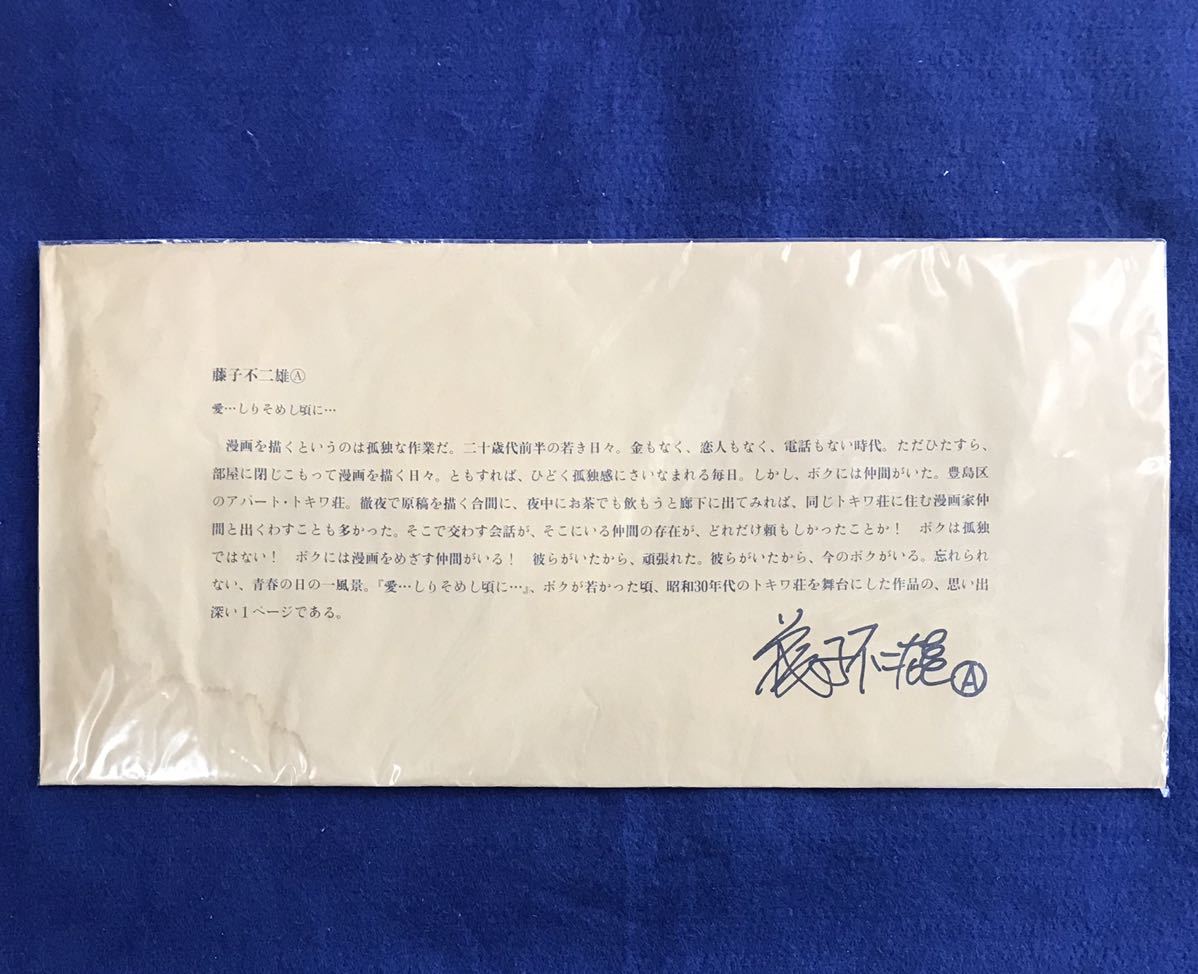 藤子不二雄Ⓐ
愛…しりそめし頃に…
　漫画を描くというのは孤独な作業だ。二十歳代前半の若き日々。金もなく、恋人もなく、電話もない時代。ただひたすら、
部屋に閉じこもって漫画を描く日々。ともすれば、ひどく孤独感にさいなまれる毎日。しかし、ボクには仲間がいた。豊島区
のアパート・トキワ荘。徹夜で原稿を描く合間に、夜中にお茶でも飲もうと廊下に出てみれば、同じトキワ荘に住む漫画家仲
間と出くわすことも多かった。そこで交わす会話が、そこにいる仲間の存在が、どれだけ頼もしかったことか！　ボクは孤独
ではない！　ボクには漫画をめざす仲間がいる！　彼らがいたから、頑張れた。彼らがいたから、今のボクがいる。忘れられ
ない、青春の日の一風景。『愛…しりそめし頃に…』、ボクが若かった頃、昭和30年代のトキワ荘を舞台にした作品の、思い出
深い１ページである。
藤子不二雄Ⓐ